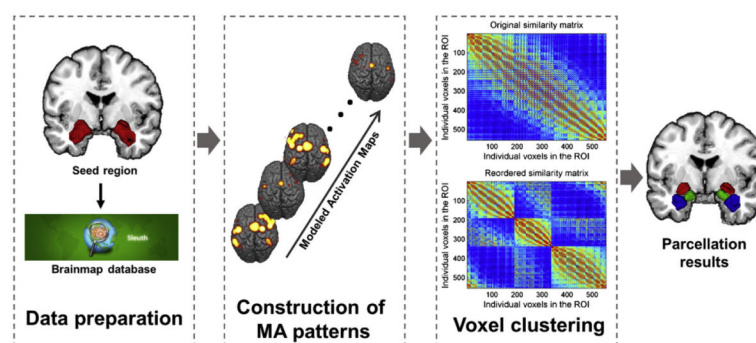 Seed region
Sleuth
Brainmap database
Data preparation
Modeled Activation Maps
Construction of
MA patterns
Original similarity matrix
Individual voxels in the ROI
100
200
300
400
500
100 200 300 400 500
Individual voxels in the ROI
Reordered similarity matrix
Individual voxels in the ROI
100
200
300
400
500
100 200 300 400 500
Individual voxels in the ROI
Voxel clustering
Parcellation
results